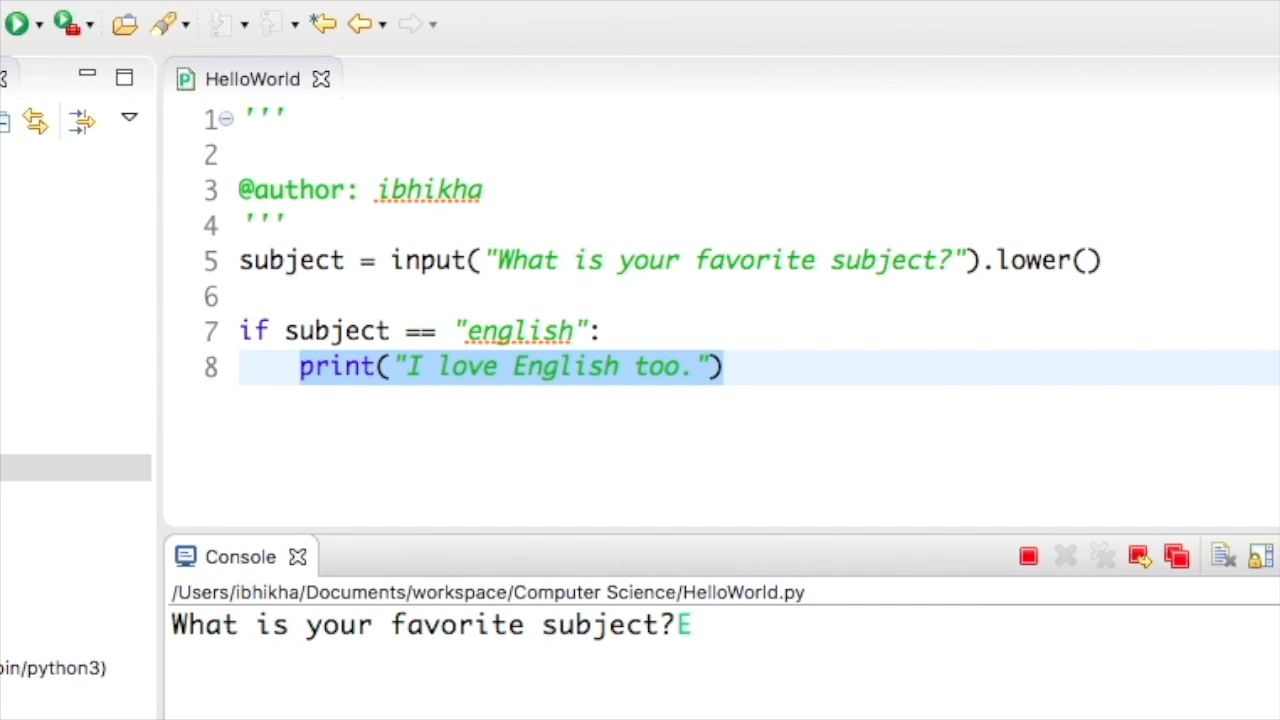 HelloWorld
1 '''
2
3 @author: ibhikha
4 '''
5 subject = input("What is your favorite subject?").lower()
6
7 if subject == "english":
8 print("I love English too.")
Console
/Users/ibhikha/Documents/workspace/Computer Science/HelloWorld.py
What is your favorite subject?E
bin/python3)